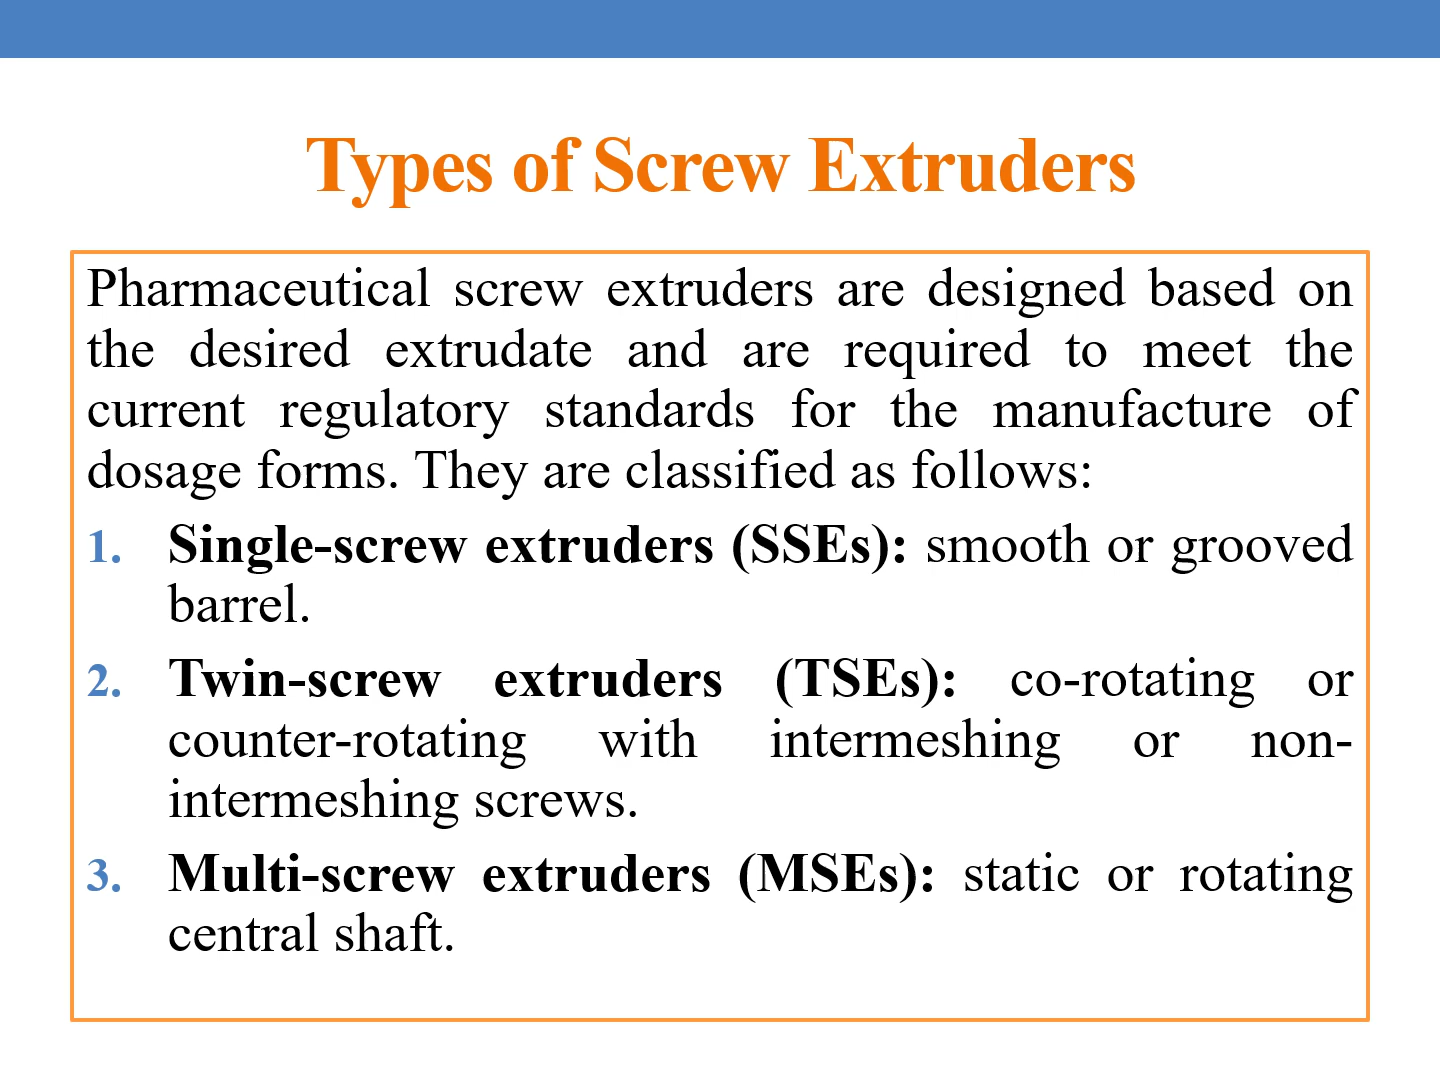 Types of Screw Extruders
Pharmaceutical screw extruders are designed based on
the desired extrudate and are required to meet the
current regulatory standards for the manufacture of
dosage forms. They are classified as follows:
1. Single-screw extruders (SSEs): smooth or grooved
barrel.
2. Twin-screw extruders (TSEs): co-rotating or
counter-rotating with intermeshing or non-
intermeshing screws.
3. Multi-screw extruders (MSEs): static or rotating
central shaft.